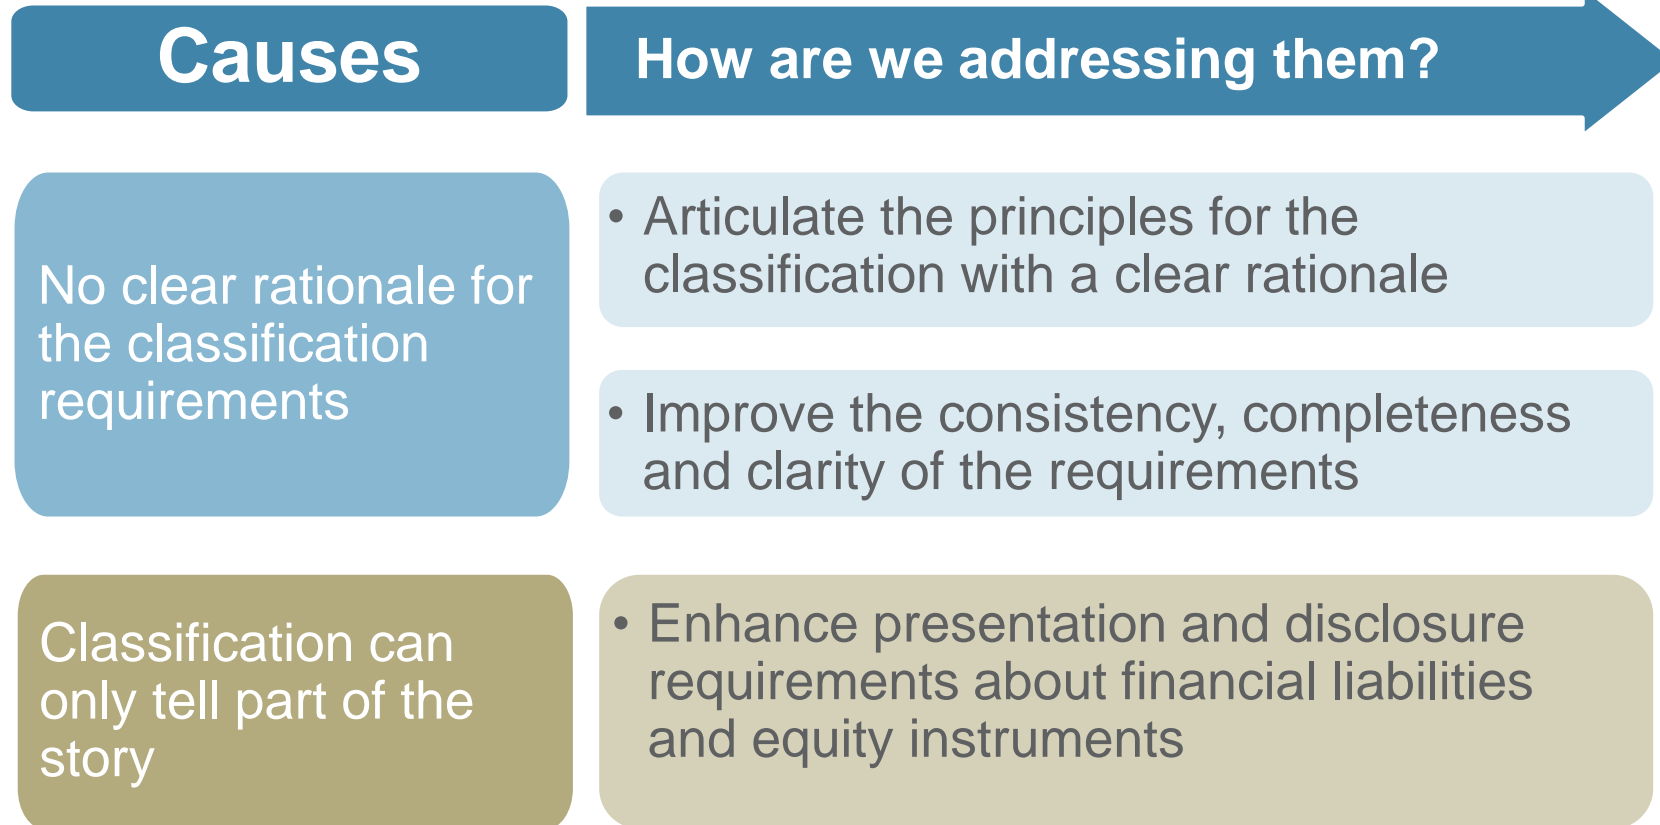 Causes
How are we addressing them?
No clear rationale for
the classification
requirements
• Articulate the principles for the
classification with a clear rationale
• Improve the consistency, completeness
and clarity of the requirements
Classification can
only tell part of the
story
• Enhance presentation and disclosure
requirements about financial liabilities
and equity instruments